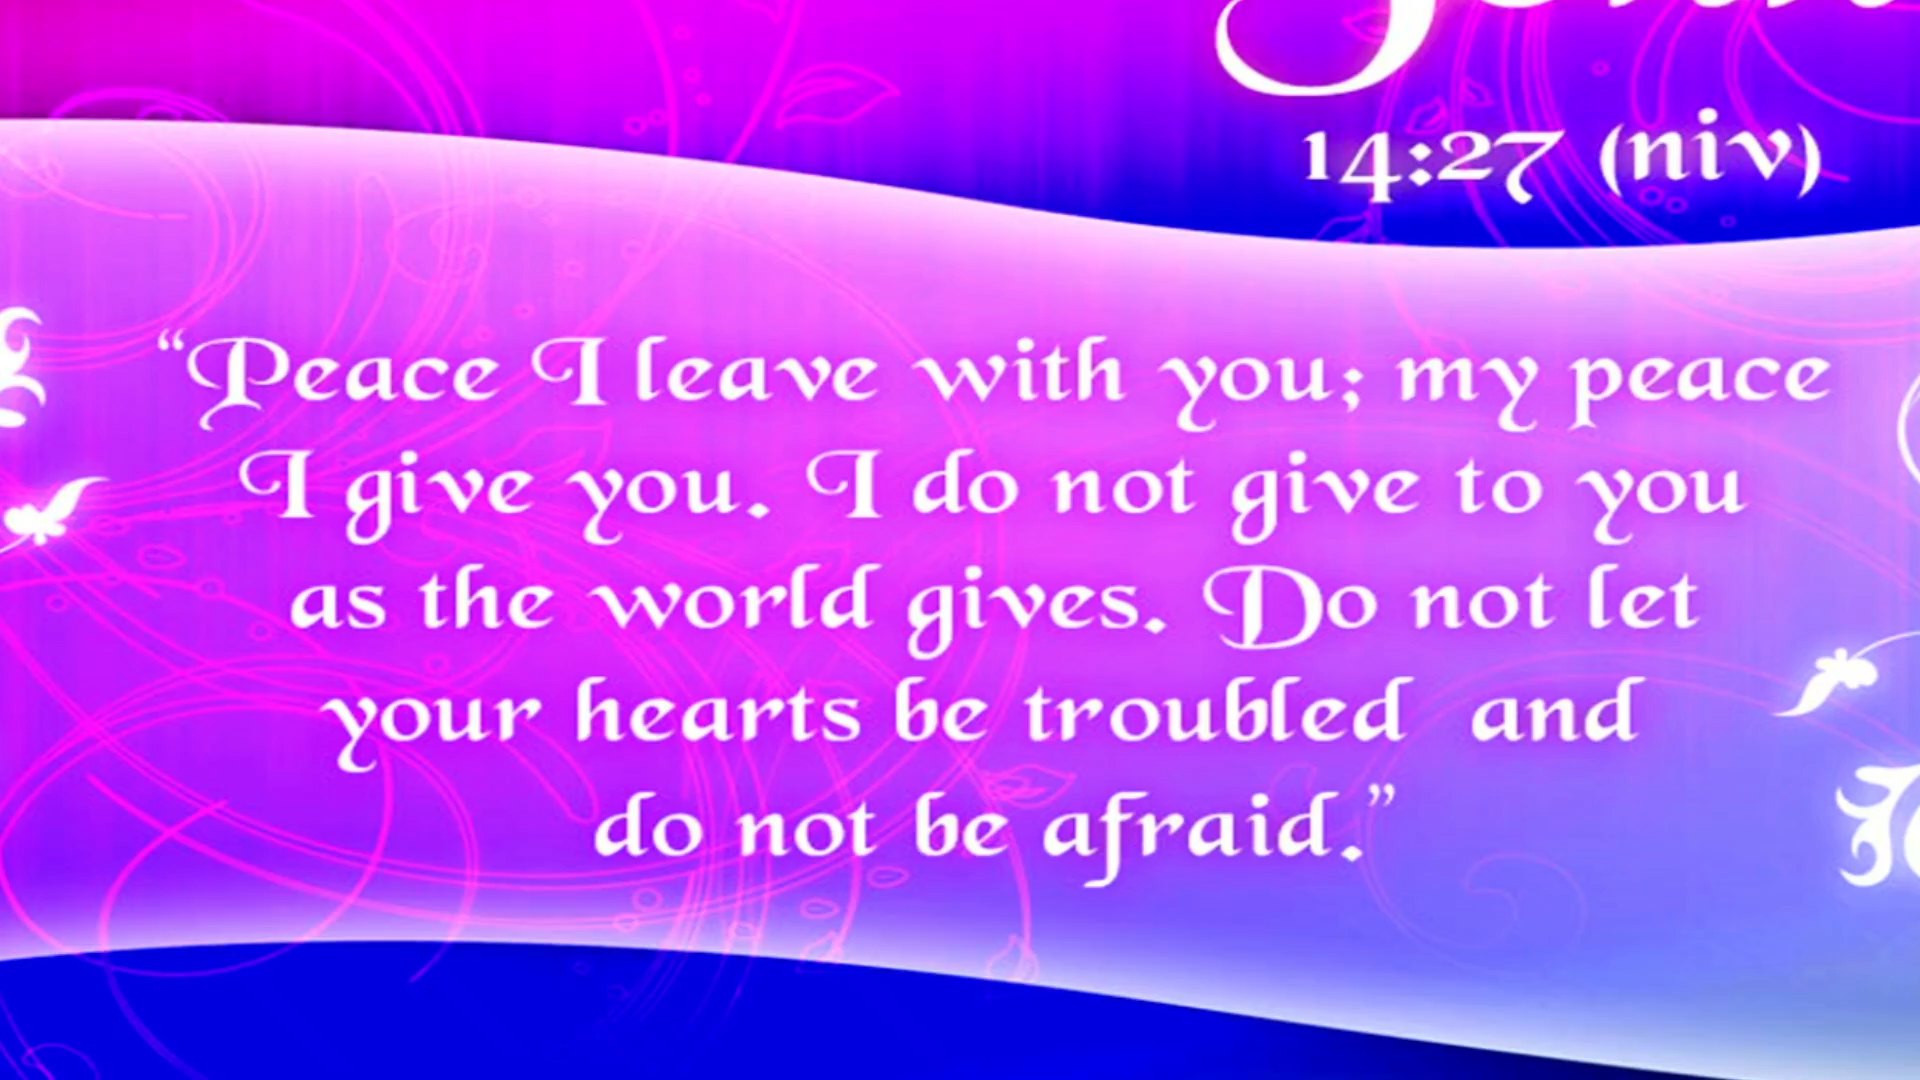 14:27 (niv)
“Peace I leave with you; my peace
I give you. I do not give to you
as the world gives. Do not let
your hearts be troubled and
do not be afraid.”